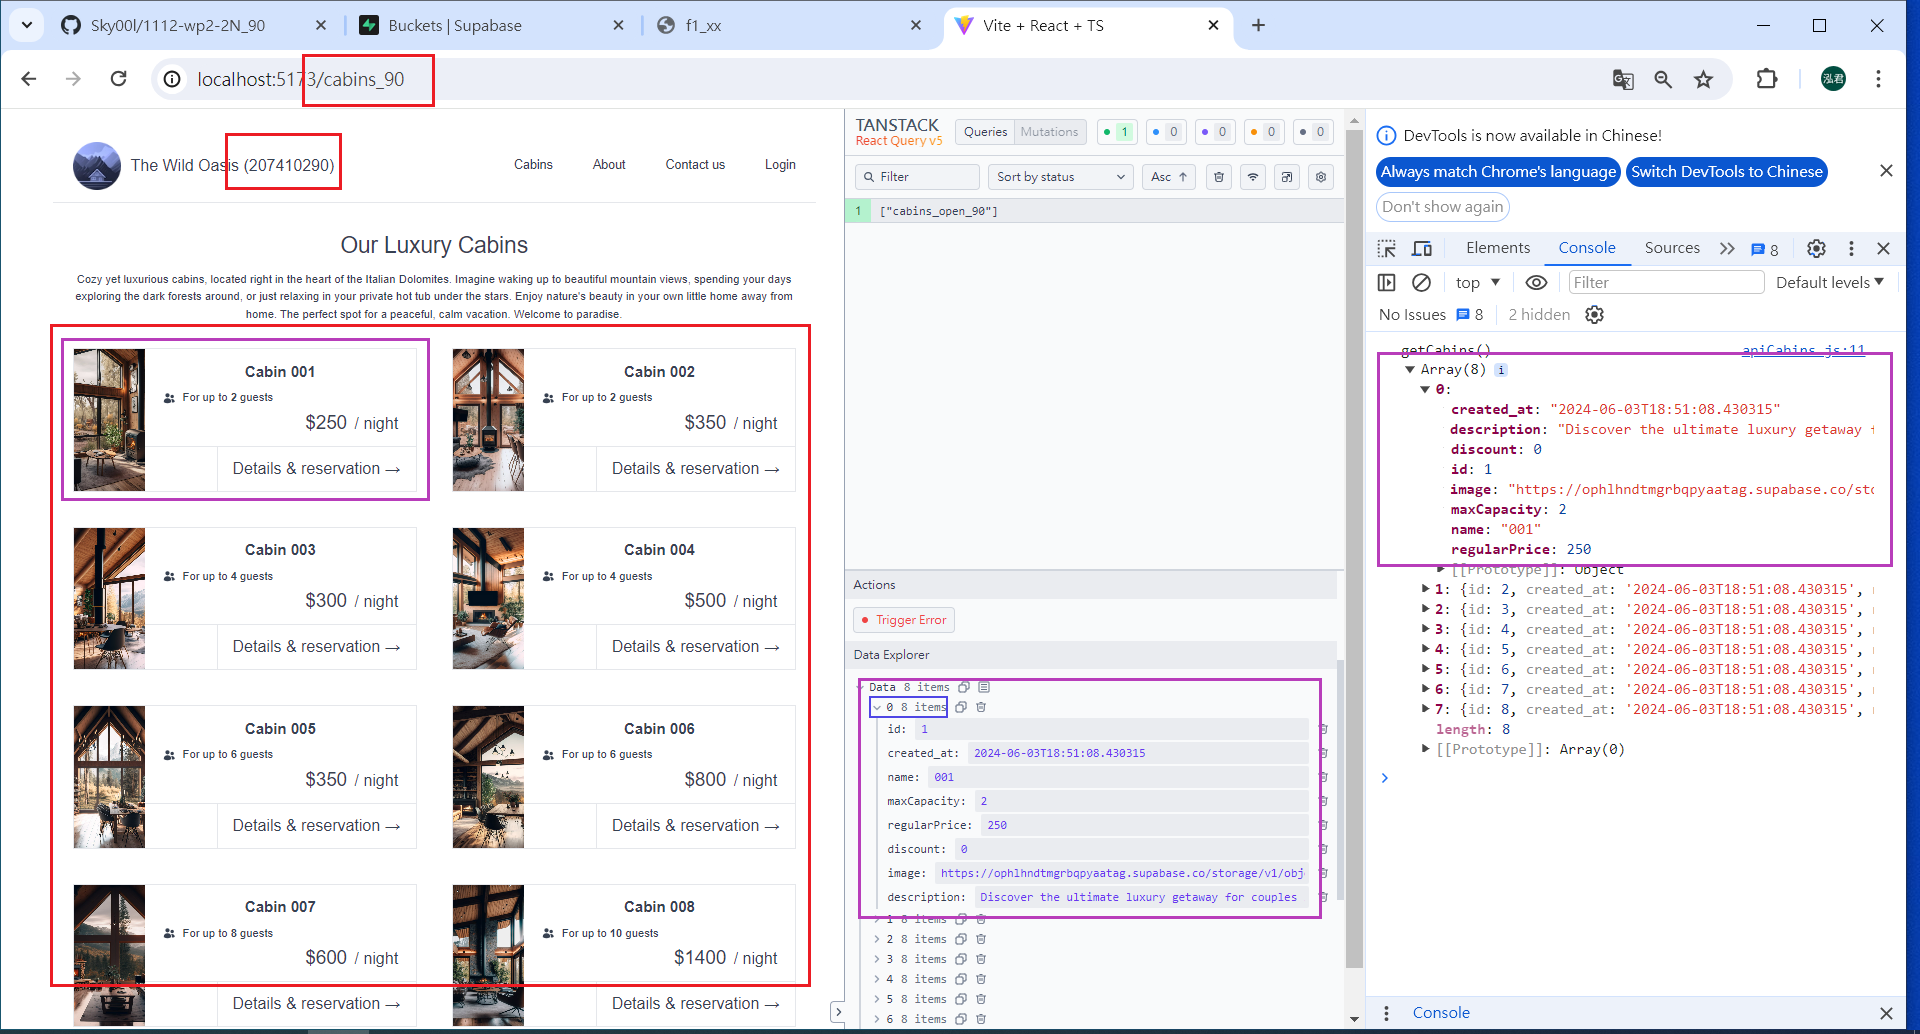 Sky00l/1112-wp2-2N_90
Buckets | Supabase
f1_xx
Vite + React + TS
localhost:5173/cabins_90
泓君
The Wild Oasis (207410290)
Cabins
About
Contact us
Login
Our Luxury Cabins
Cozy yet luxurious cabins, located right in the heart of the Italian Dolomites. Imagine waking up to beautiful mountain views, spending your days
exploring the dark forests around, or just relaxing in your private hot tub under the stars. Enjoy nature's beauty in your own little home away from
home. The perfect spot for a peaceful, calm vacation. Welcome to paradise.
Cabin 001
For up to 2 guests
$250 / night
Details & reservation →
Cabin 002
For up to 2 guests
$350 / night
Details & reservation →
Cabin 003
For up to 4 guests
$300 / night
Details & reservation →
Cabin 004
For up to 4 guests
$500 / night
Details & reservation →
Cabin 005
For up to 6 guests
$350 / night
Details & reservation →
Cabin 006
For up to 6 guests
$800 / night
Details & reservation →
Cabin 007
For up to 8 guests
$600 / night
Details & reservation →
Cabin 008
For up to 10 guests
$1400 / night
Details & reservation →
TANSTACK
React Query v5
Queries
Mutations
1
0
0
0
0
Filter
Sort by status
Asc ↑
1 ["cabins_open_90"]
Actions
Trigger Error
Data Explorer
Data 8 items
0 8 items
id: 1
created_at: 2024-06-03T18:51:08.430315
name: 001
maxCapacity: 2
regularPrice: 250
discount: 0
image: https://ophlhndtmgrbqpyaatag.supabase.co/storage/v1/obj
description: Discover the ultimate luxury getaway for couples
1 8 items
2 8 items
3 8 items
4 8 items
5 8 items
6 8 items
DevTools is now available in Chinese!
Always match Chrome's language
Switch DevTools to Chinese
Don't show again
Elements
Console
Sources
8
top
Filter
Default levels
No Issues
8
2 hidden
getCabins()
apiCabins.js:11
Array(8)
0:
created_at: "2024-06-03T18:51:08.430315"
description: "Discover the ultimate luxury getaway
discount: 0
id: 1
image: "https://ophlhndtmgrbqpyaatag.supabase.co/sto
maxCapacity: 2
name: "001"
regularPrice: 250
[[Prototype]]: Object
1: {id: 2, created_at: '2024-06-03T18:51:08.430315',
2: {id: 3, created_at: '2024-06-03T18:51:08.430315',
3: {id: 4, created_at: '2024-06-03T18:51:08.430315',
4: {id: 5, created_at: '2024-06-03T18:51:08.430315',
5: {id: 6, created_at: '2024-06-03T18:51:08.430315',
6: {id: 7, created_at: '2024-06-03T18:51:08.430315',
7: {id: 8, created_at: '2024-06-03T18:51:08.430315',
length: 8
[[Prototype]]: Array(0)
Console